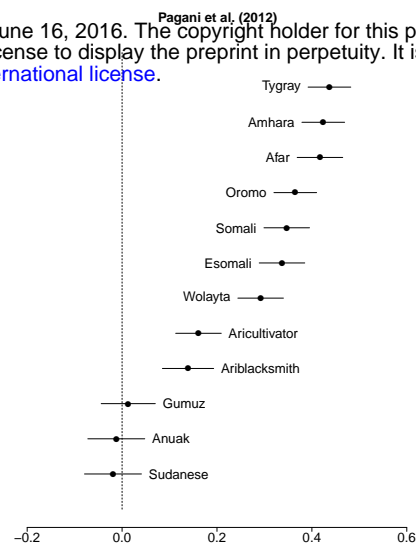 Pagani et al. (2012)
une 16, 2016. The copyright holder for this p
cense to display the preprint in perpetuity. It is
ernational license.
Tygray
Amhara
Afar
Oromo
Somali
Esomali
Wolayta
Aricultivator
Ariblacksmith
Gumuz
Anuak
Sudanese
−0.2 0.0 0.2 0.4 0.6